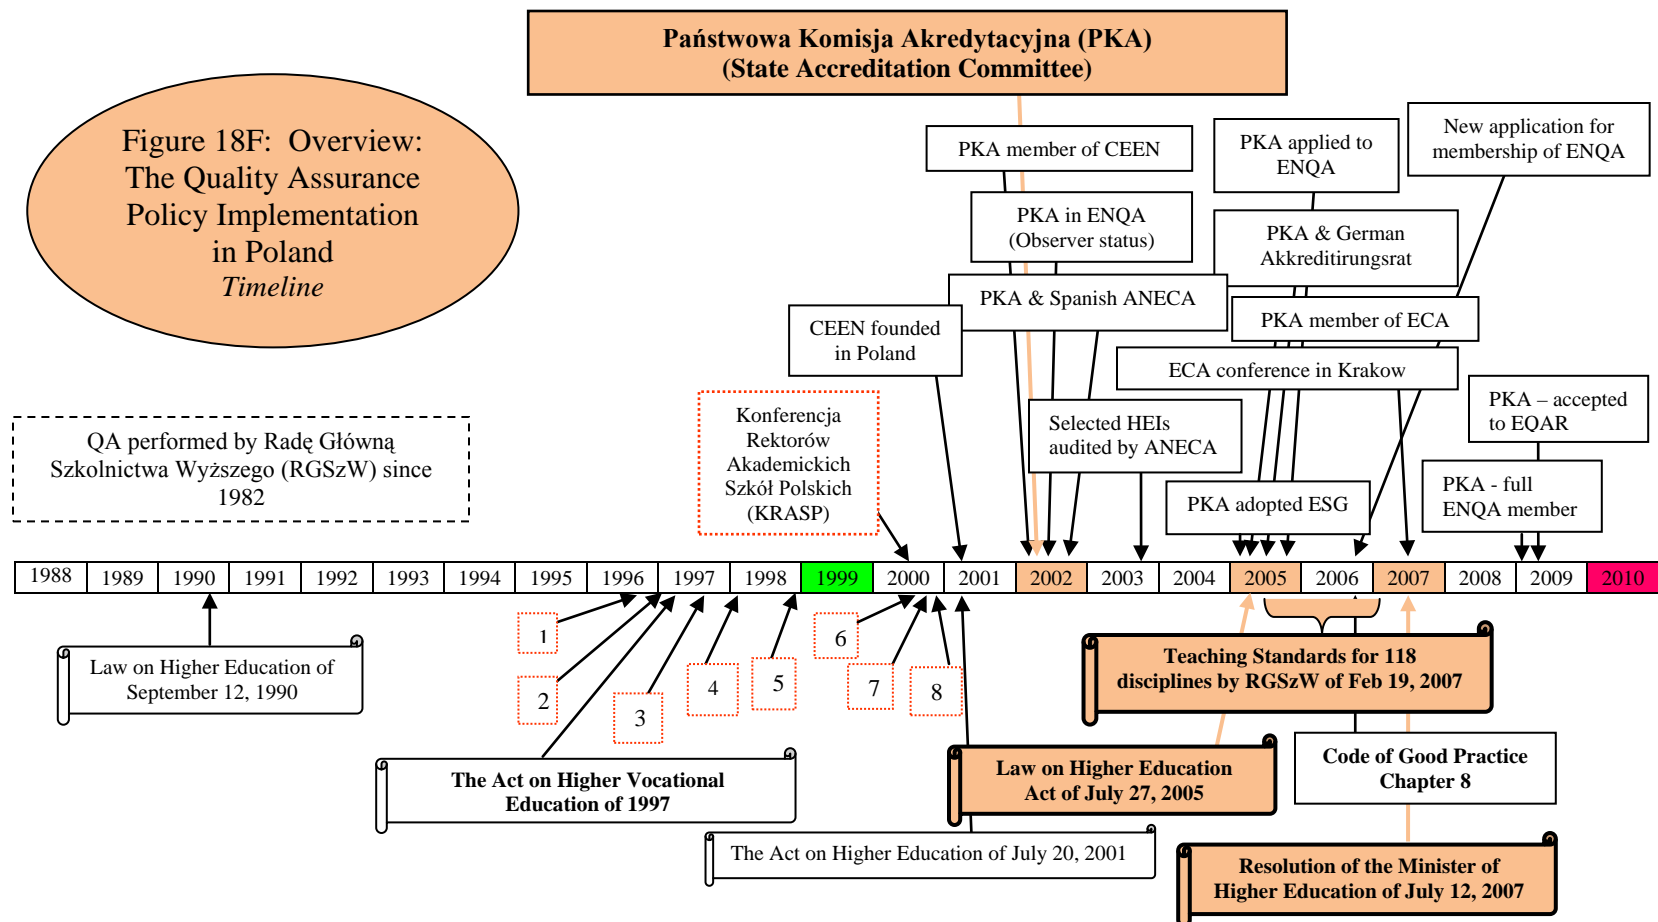 Państwowa Komisja Akredytacyjna (PKA)
(State Accreditation Committee)
Figure 18F:  Overview:
The Quality Assurance
Policy Implementation
in Poland
Timeline
PKA member of CEEN
PKA applied to
ENQA
New application for
membership of ENQA
PKA in ENQA
(Observer status)
PKA & German
Akkreditirungsrat
PKA & Spanish ANECA
PKA member of ECA
CEEN founded
in Poland
ECA conference in Krakow
Konferencja
Rektorów
Akademickich
Szkół Polskich
(KRASP)
Selected HEIs
audited by ANECA
PKA – accepted
to EQAR
QA performed by Radę Główną
Szkolnictwa Wyższego (RGSzW) since
1982
PKA adopted ESG
PKA - full
ENQA member
1988 1989 1990 1991 1992 1993 1994 1995 1996 1997 1998 1999 2000 2001 2002 2003 2004 2005 2006 2007 2008 2009 2010
1
2
3
4
5
6
7
8
Law on Higher Education of
September 12, 1990
Teaching Standards for 118
disciplines by RGSzW of Feb 19, 2007
The Act on Higher Vocational
Education of 1997
Law on Higher Education
Act of July 27, 2005
Code of Good Practice
Chapter 8
The Act on Higher Education of July 20, 2001
Resolution of the Minister of
Higher Education of July 12, 2007